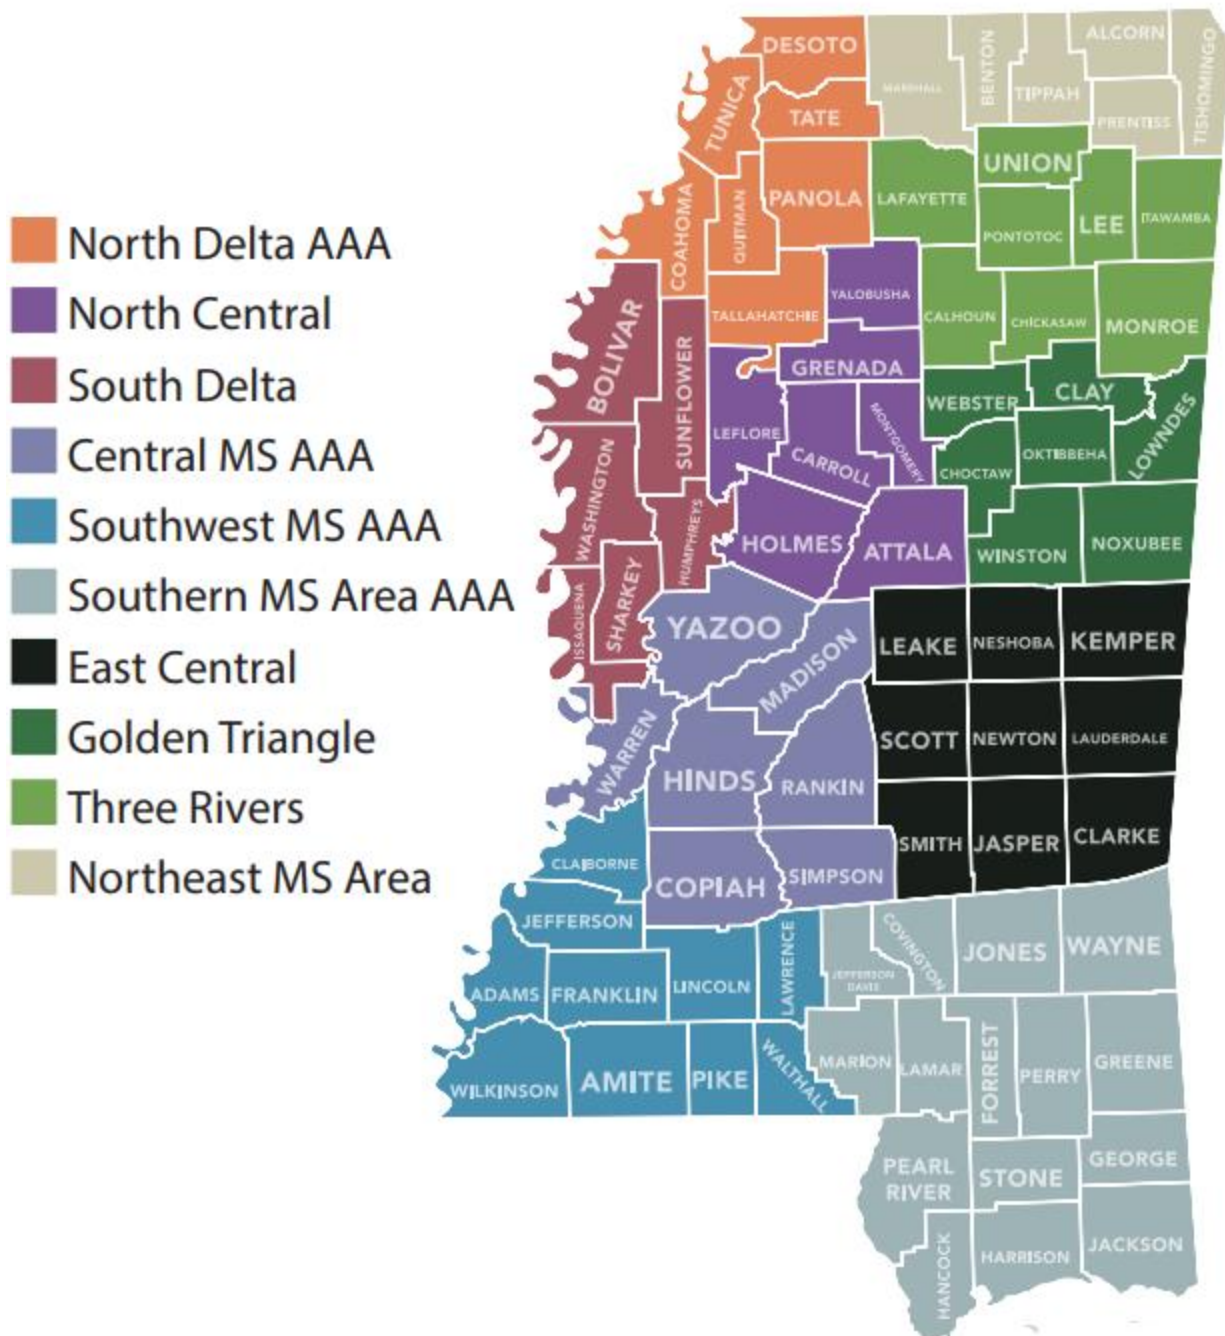 North Delta AAA
North Central
South Delta
Central MS AAA
Southwest MS AAA
Southern MS Area AAA
East Central
Golden Triangle
Three Rivers
Northeast MS Area
DESOTO
MARSHALL
BENTON
TIPPAH
ALCORN
TISHOMINGO
PRENTISS
TUNICA
TATE
UNION
PANOLA
LAFAYETTE
COAHOMA
QUITMAN
PONTOTOC
LEE
ITAWAMBA
YALOBUSHA
TALLAHATCHIE
CALHOUN
CHICKASAW
MONROE
BOLIVAR
SUNFLOWER
GRENADA
WEBSTER
CLAY
LOWNDES
LEFLORE
CARROLL
MONTGOMERY
CHOCTAW
OKTIBBEHA
WASHINGTON
HUMPHREYS
HOLMES
ATTALA
WINSTON
NOXUBEE
ISSAQUENA
SHARKEY
YAZOO
MADISON
LEAKE
NESHOBA
KEMPER
WARREN
HINDS
RANKIN
SCOTT
NEWTON
LAUDERDALE
CLAIBORNE
COPIAH
SIMPSON
SMITH
JASPER
CLARKE
JEFFERSON
LINCOLN
LAWRENCE
JEFFERSON
DAVIS
COVINGTON
JONES
WAYNE
ADAMS
FRANKLIN
WILKINSON
AMITE
PIKE
WALTHALL
MARION
LAMAR
FORREST
PERRY
GREENE
PEARL
RIVER
STONE
GEORGE
HANCOCK
HARRISON
JACKSON